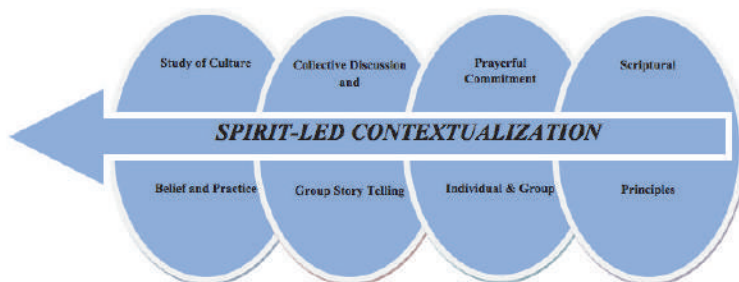 Study of Culture
Collective Discussion
and
Prayerful
Commitment
Scriptural
SPIRIT-LED CONTEXTUALIZATION
Belief and Practice
Group Story Telling
Individual & Group
Principles